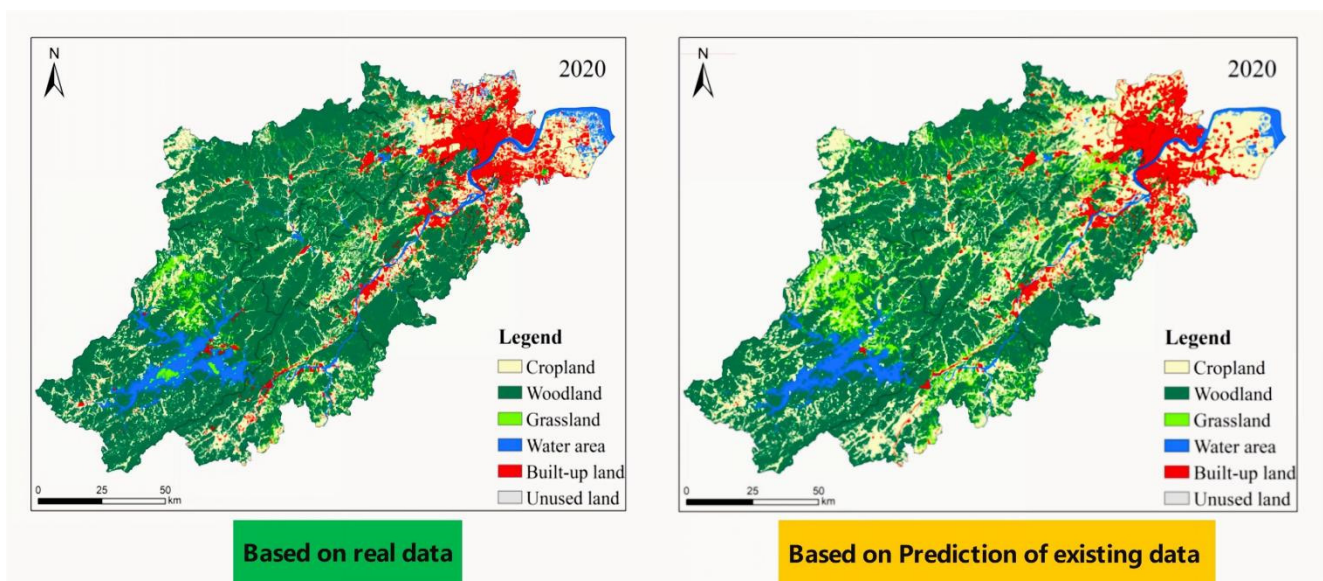 N
2020
Legend
Cropland
Woodland
Grassland
Water area
Built-up land
Unused land
0 25 50
km
Based on real data
N
2020
Legend
Cropland
Woodland
Grassland
Water area
Built-up land
Unused land
0 25 50
km
Based on Prediction of existing data